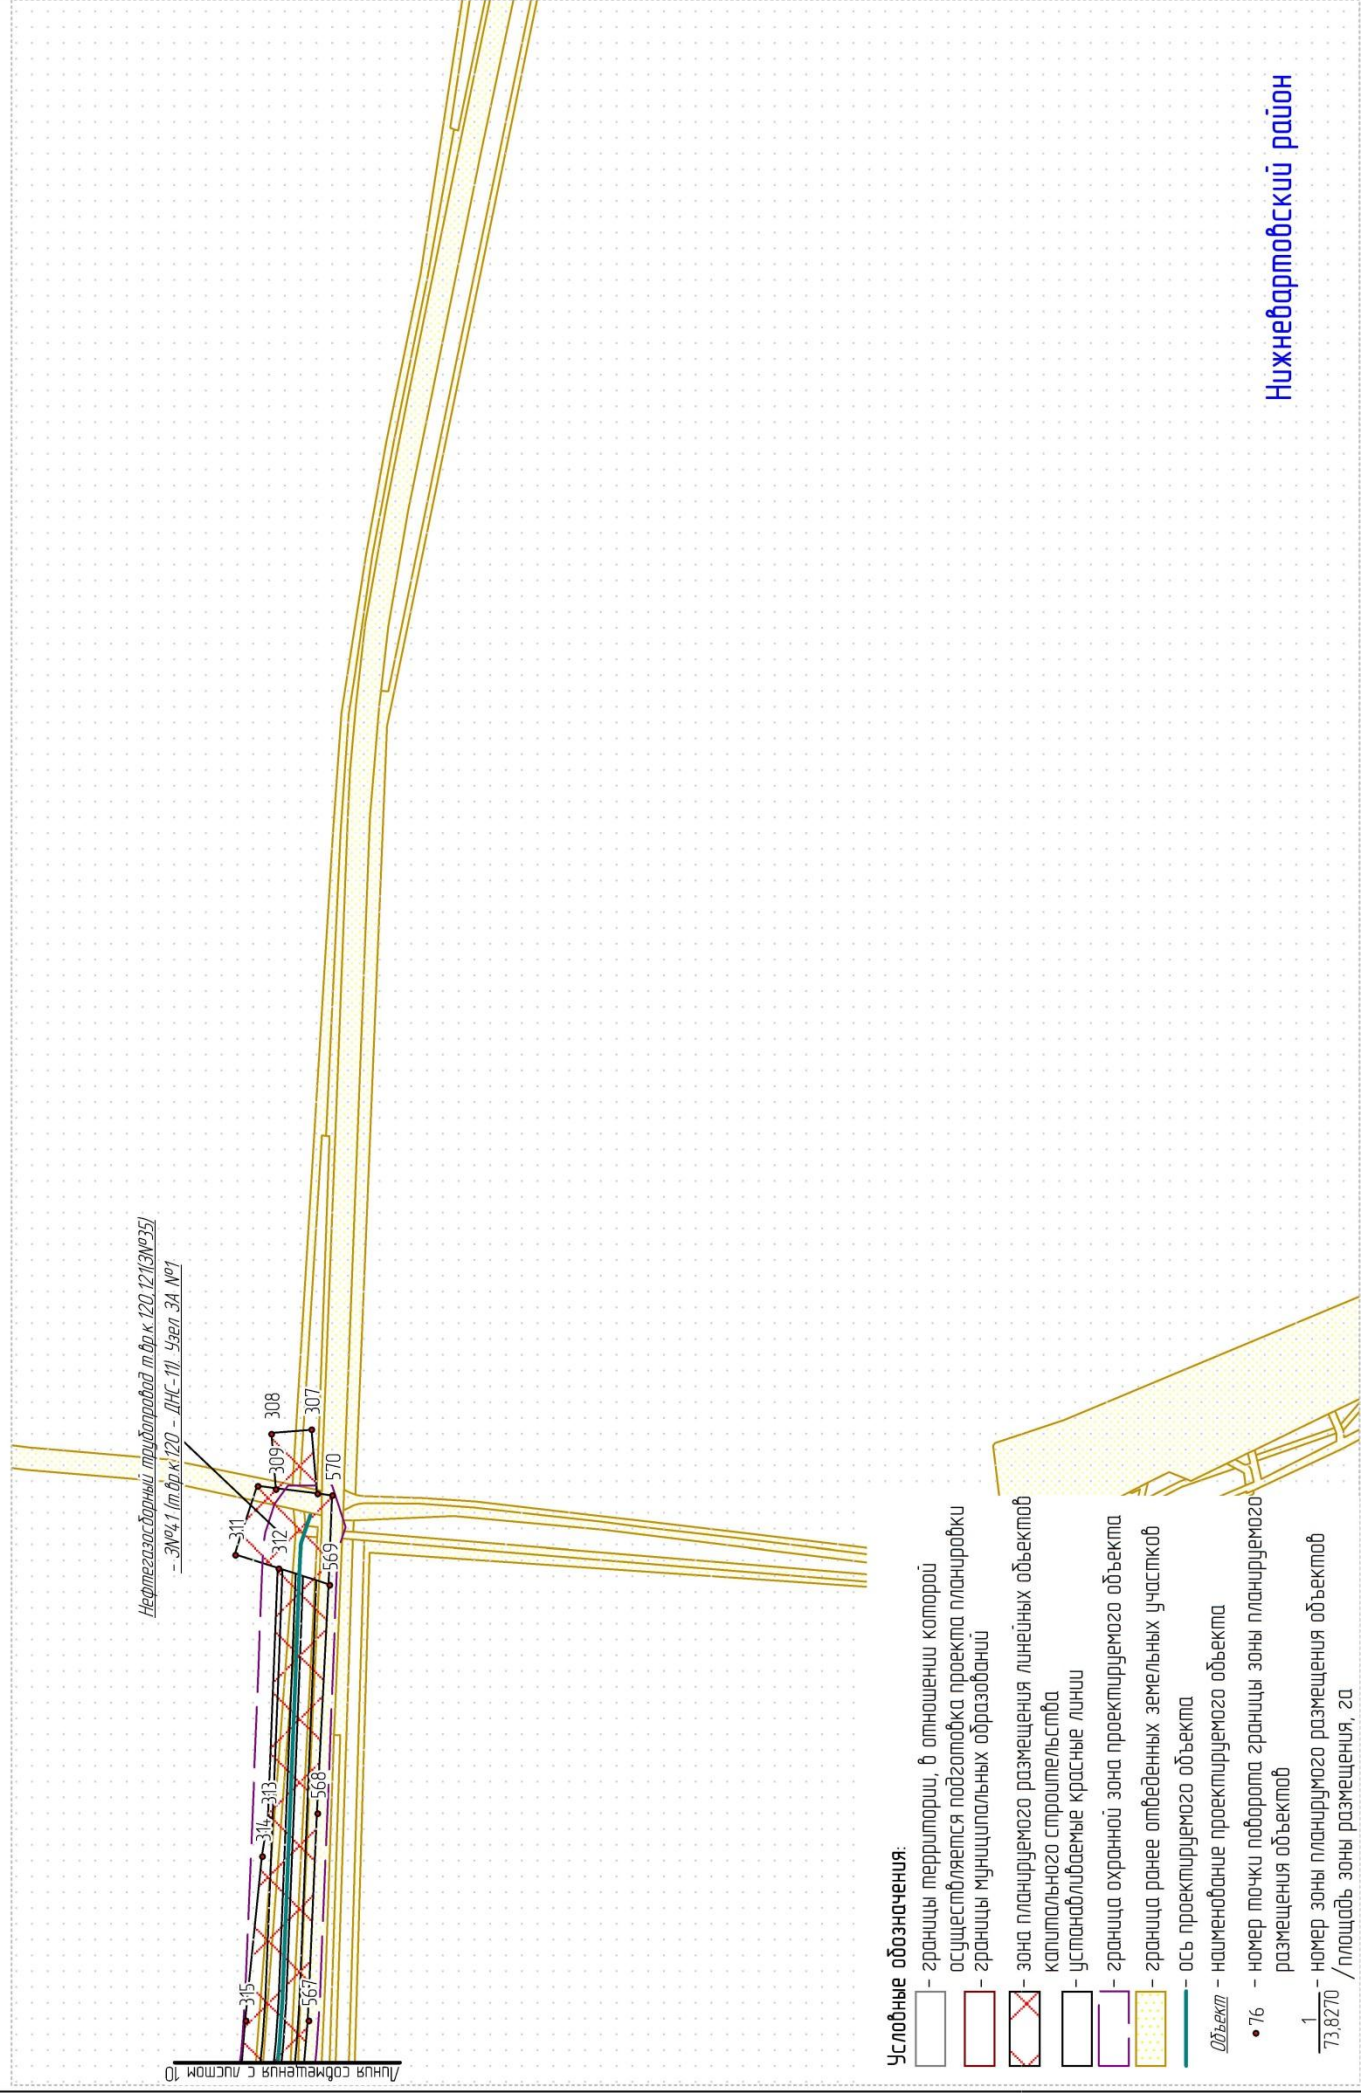 Нижневартовский район
Нефтегазосборный трубопровод т.вр.к. 120,121(ЗУ№35)
- ЗУ№41 (т.вр.к.120 - ДНС-11). Узел ЗА №1
311
312
309
308
307
570
569
313
314
315
568
567
Линия совмещения с листом 10
Условные обозначения:
- границы территории, в отношении которой
осуществляется подготовка проекта планировки
- границы муниципальных образований
- зона планируемого размещения линейных объектов
капитального строительства
- устанавливаемые красные линии
- граница охранной зона проектируемого объекта
- граница ранее отведенных земельных участков
- ось проектируемого объекта
Объект - наименование проектируемого объекта
• 76 - номер точки поворота границы зоны планируемого
размещения объектов
1 - номер зоны планирумого размещения объектов
73,8270 /площадь зоны размещения, га